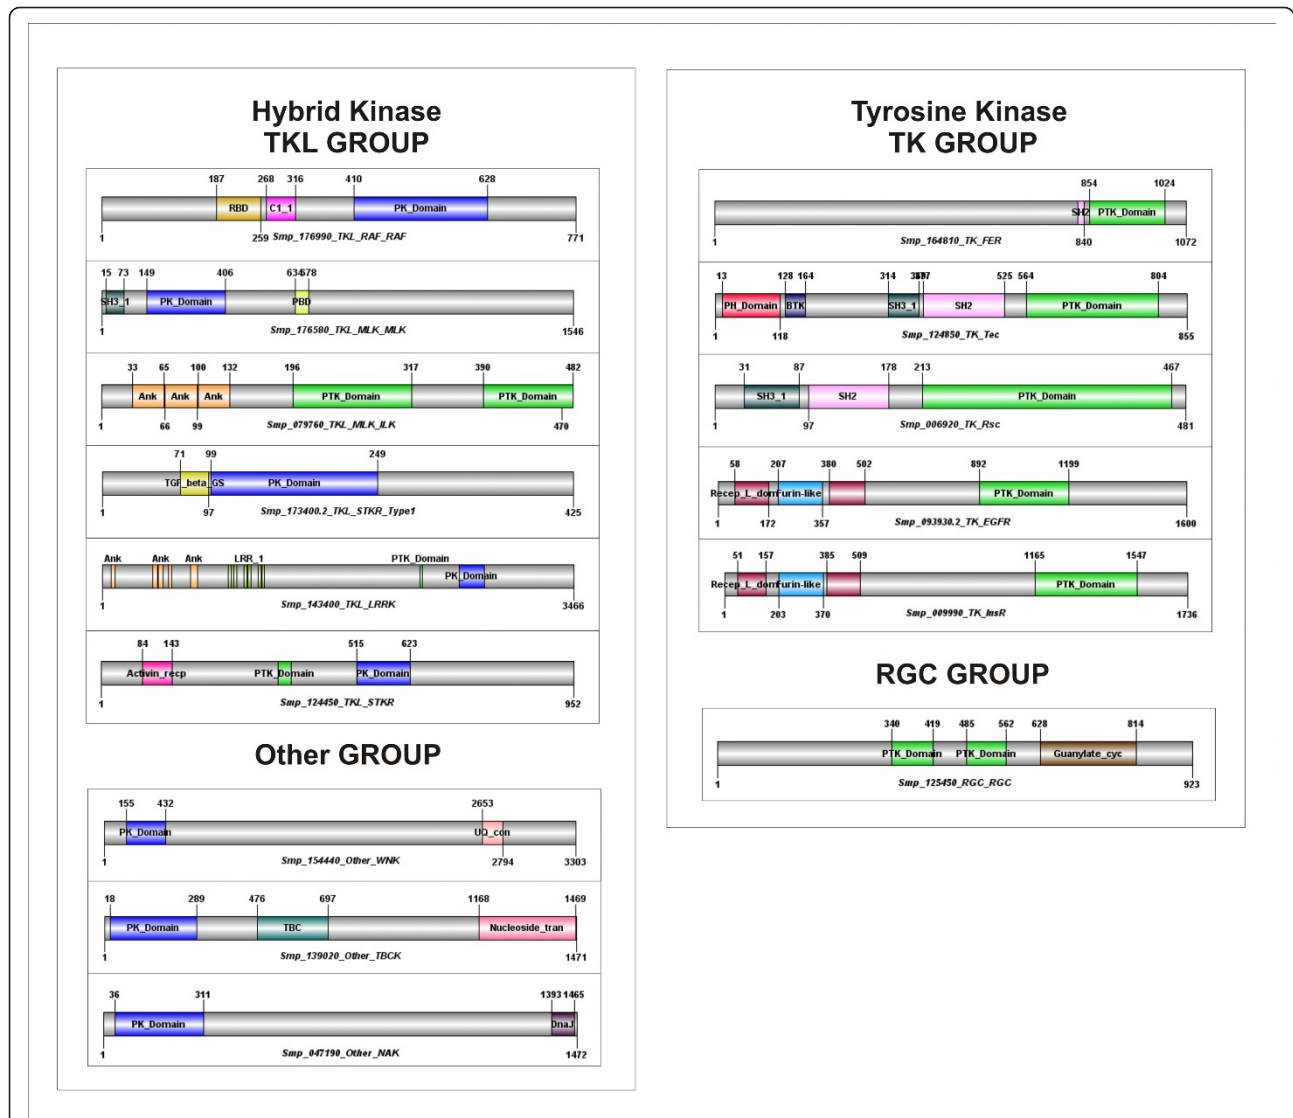 Hybrid Kinase
TKL GROUP
187 268 316 410 628
RBD C1_1 PK_Domain
1 259 771
Smp_176990_TKL_RAF_RAF
15 73 149 406 634 678
SH3_1 PK_Domain PBD
1 1546
Smp_176580_TKL_MLK_MLK
33 65 100 132 196 317 390 482
Ank Ank Ank PTK_Domain PTK_Domain
1 66 99 470
Smp_079760_TKL_MLK_ILK
71 99 249
TGF_beta_GS PK_Domain
1 97 425
Smp_173400.2_TKL_STKR_Type1
Ank Ank Ank LRR_1 PTK_Domain
PK_Domain
1 3466
Smp_143400_TKL_LRRK
84 143 515 623
Activin_recp PTK_Domain PK_Domain
1 952
Smp_124450_TKL_STKR
Other GROUP
155 432 2653
PK_Domain UQ_con
1 2794 3303
Smp_154440_Other_WNK
18 289 476 697 1168 1469
PK_Domain TBC Nucleoside_tran
1 1471
Smp_139020_Other_TBCK
36 311 1393 1465
PK_Domain DnaJ
1 1472
Smp_047190_Other_NAK
Tyrosine Kinase
TK GROUP
854 1024
SH2 PTK_Domain
1 840 1072
Smp_164810_TK_FER
13 128 164 314 525 564 804
PH_Domain BTK SH3_1 SH2 PTK_Domain
1 118 855
Smp_124850_TK_Tec
31 87 178 213 467
SH3_1 SH2 PTK_Domain
1 97 481
Smp_006920_TK_Rsc
58 207 380 502 892 1199
Recep_L_dom Furin-like PTK_Domain
1 172 357 1600
Smp_093930.2_TK_EGFR
51 157 385 509 1165 1547
Recep_L_dom Furin-like PTK_Domain
1 203 370 1736
Smp_009990_TK_InsR
RGC GROUP
340 419 485 562 628 814
PTK_Domain PTK_Domain Guanylate_cyc
1 923
Smp_125450_RGC_RGC